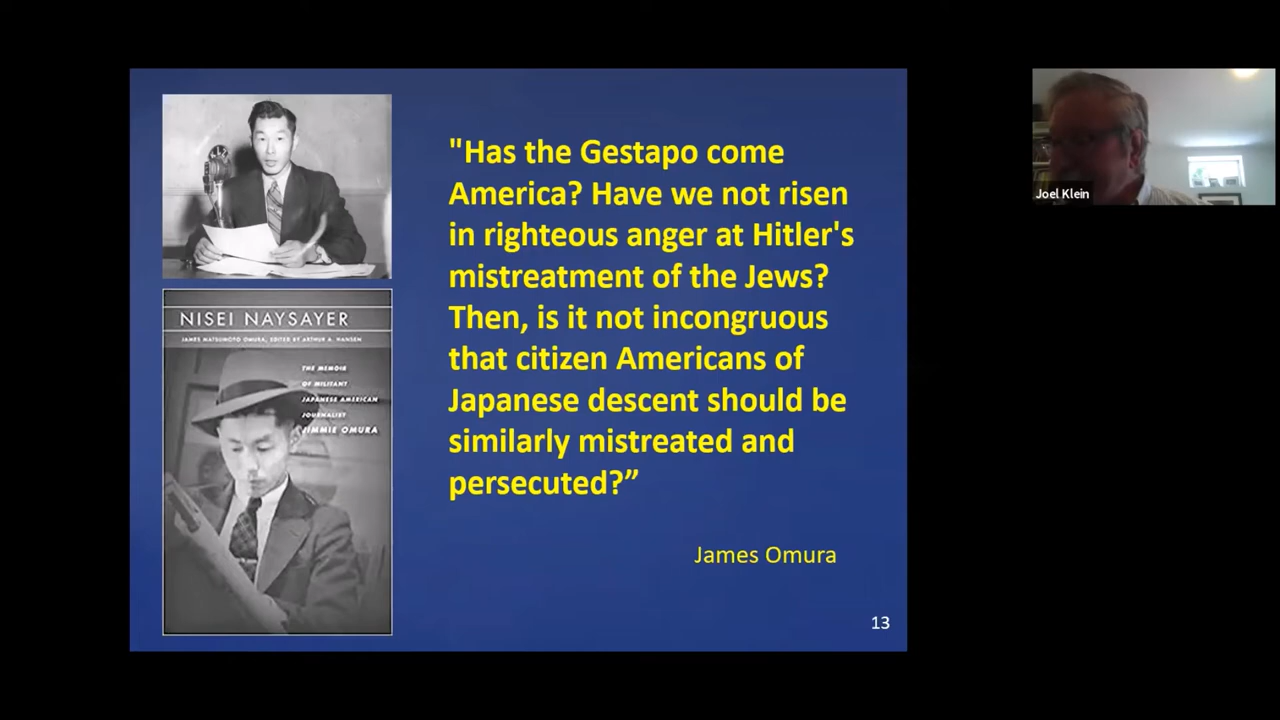 "Has the Gestapo come
America? Have we not risen
in righteous anger at Hitler's
mistreatment of the Jews?
Then, is it not incongruous
that citizen Americans of
Japanese descent should be
similarly mistreated and
persecuted?”
James Omura
13
NISEI NAYSAYER
JAMES MATSUMOTO OMURA, EDITED BY ARTHUR A. HANSEN
THE MEMOIR
OF MILITANT
JAPANESE AMERICAN
JOURNALIST
JIMMIE OMURA
Joel Klein